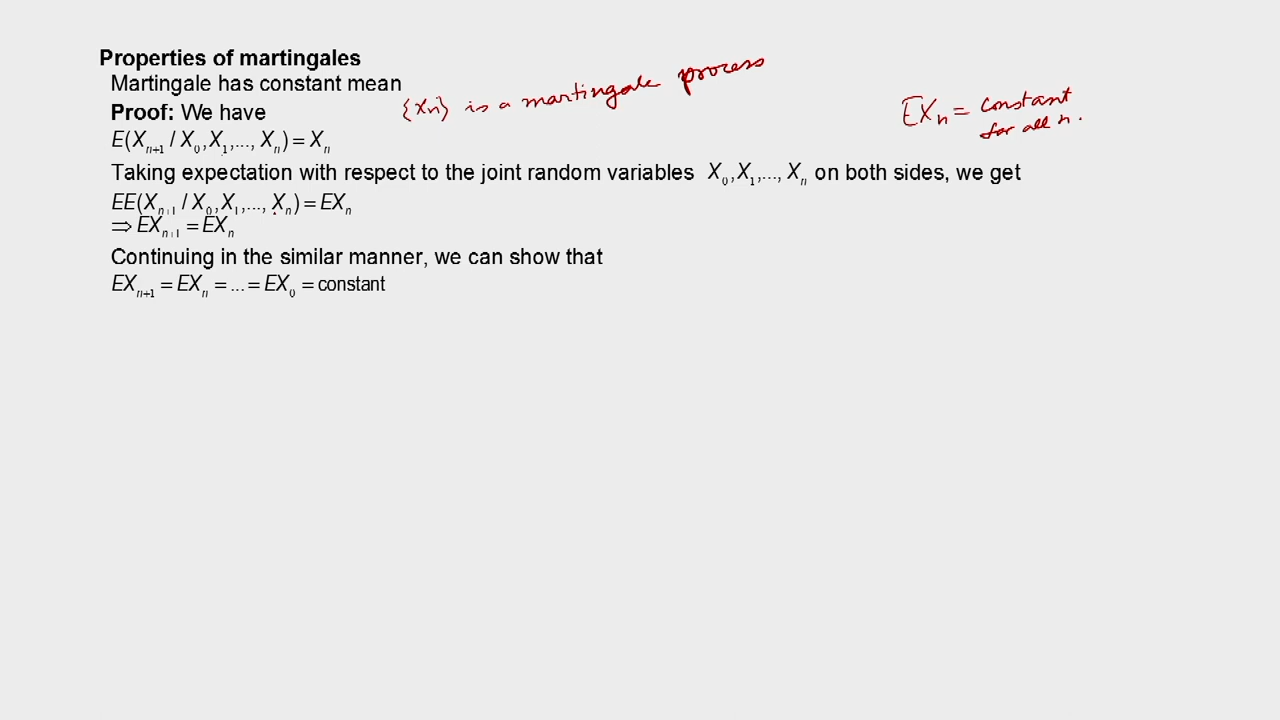 Properties of martingales
Martingale has constant mean
{Xn} is a martingale process
EXn = constant
for all n.
Proof: We have
E(Xn+1 / X0, X1,..., Xn) = Xn
Taking expectation with respect to the joint random variables X0, X1,..., Xn on both sides, we get
EE(Xn+1 / X0, X1,..., Xn) = EXn
⇒ EXn+1 = EXn
Continuing in the similar manner, we can show that
EXn+1 = EXn = ... = EX0 = constant